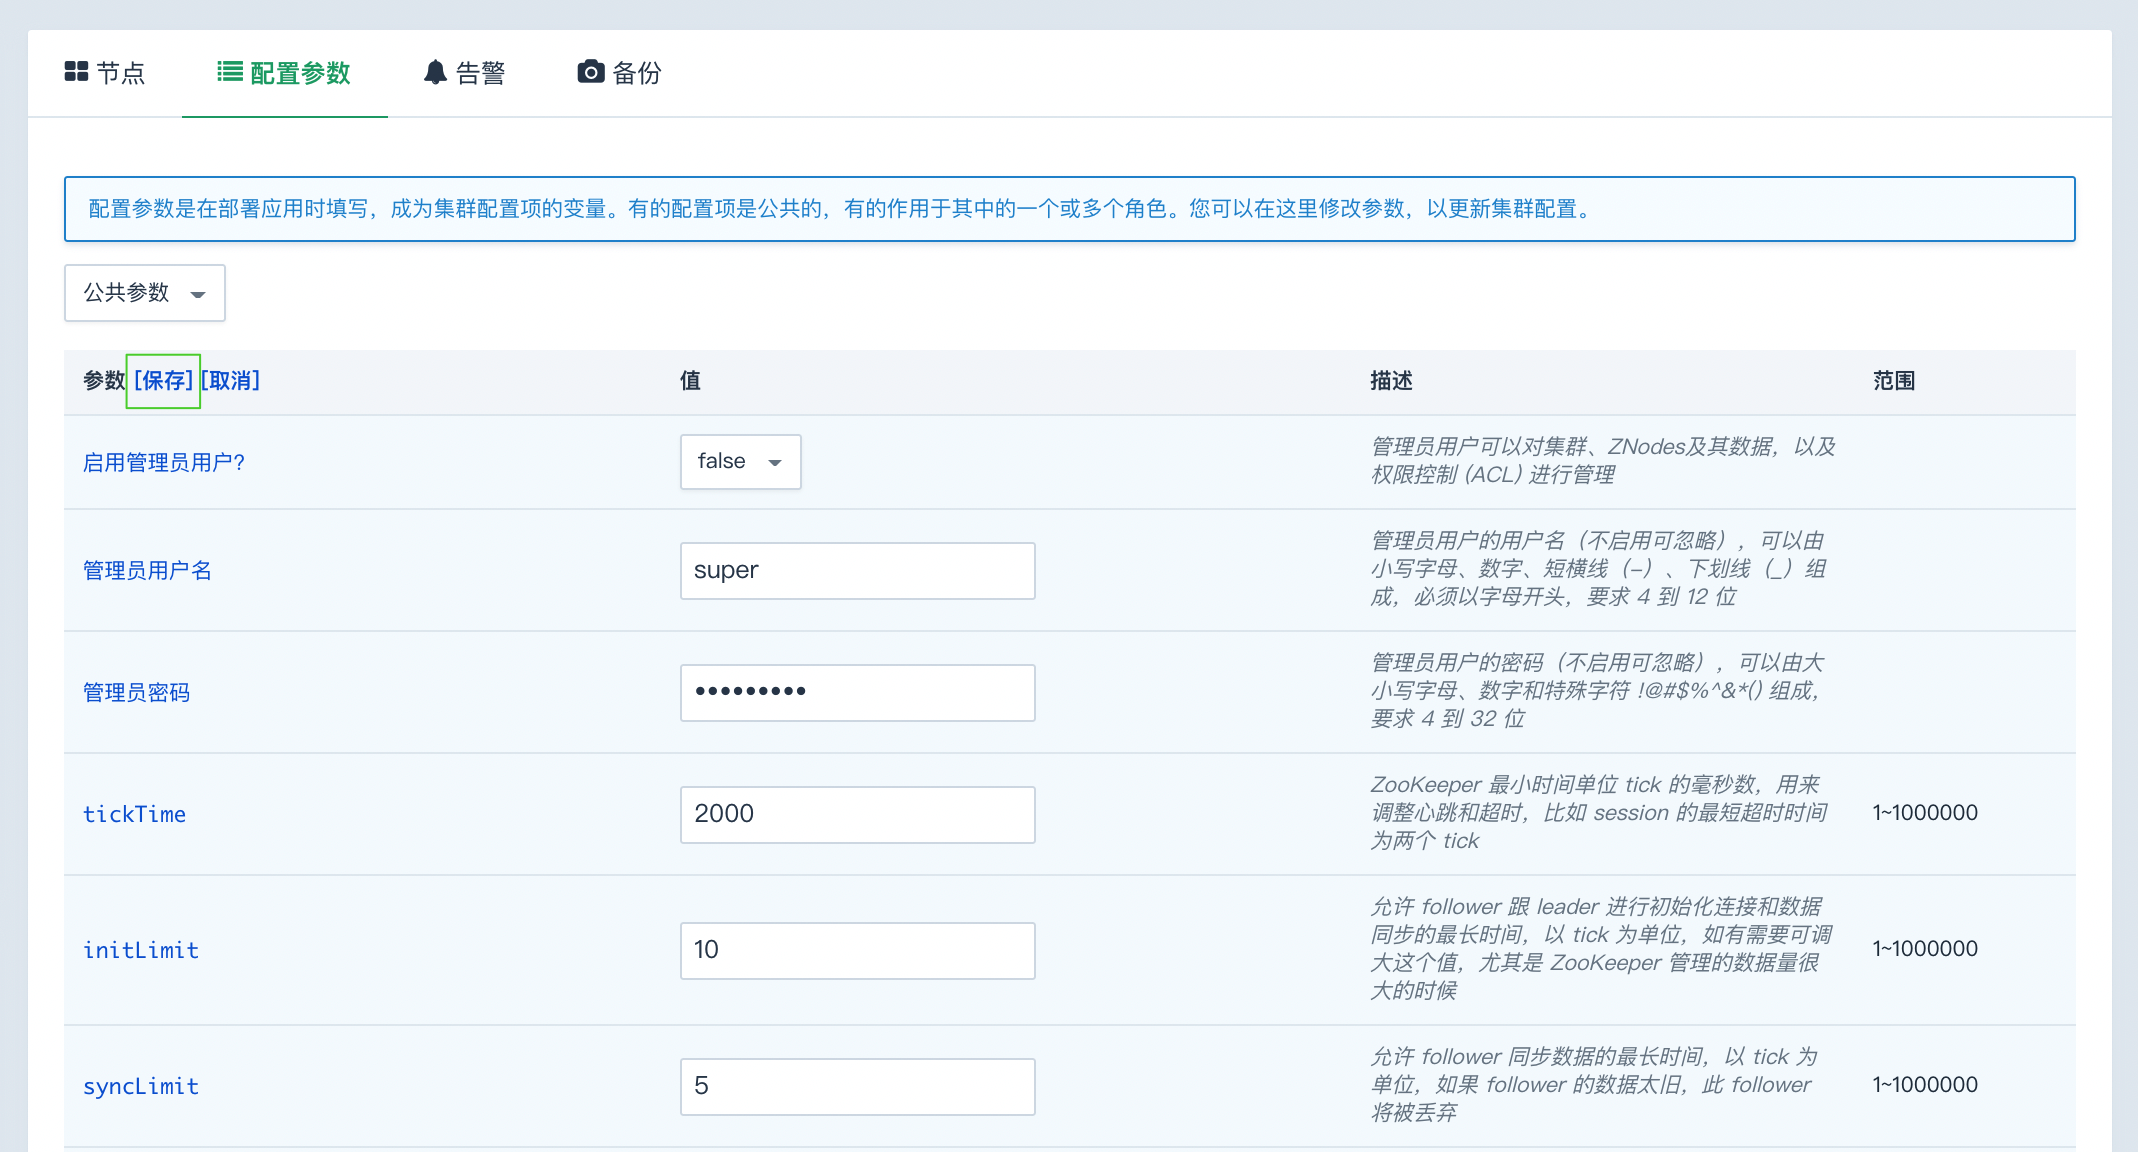 节点
配置参数
告警
备份
配置参数是在部署应用时填写，成为集群配置项的变量。有的配置项是公共的，有的作用于其中的一个或多个角色。您可以在这里修改参数，以更新集群配置。
公共参数
参数 [保存] [取消] 值 描述 范围
启用管理员用户? false
管理员用户可以对集群、ZNodes及其数据，以及
权限控制 (ACL) 进行管理
管理员用户名 super
管理员用户的用户名（不启用可忽略），可以由
小写字母、数字、短横线（-）、下划线（_）组
成，必须以字母开头，要求 4 到 12 位
管理员密码 •••••••••
管理员用户的密码（不启用可忽略），可以由大
小写字母、数字和特殊字符 !@#$%^&*() 组成，
要求 4 到 32 位
tickTime 2000
ZooKeeper 最小时间单位 tick 的毫秒数，用来
调整心跳和超时，比如 session 的最短超时时间
为两个 tick
1~1000000
initLimit 10
允许 follower 跟 leader 进行初始化连接和数据
同步的最长时间，以 tick 为单位，如有需要可调
大这个值，尤其是 ZooKeeper 管理的数据量很
大的时候
1~1000000
syncLimit 5
允许 follower 同步数据的最长时间，以 tick 为
单位，如果 follower 的数据太旧，此 follower
将被丢弃
1~1000000